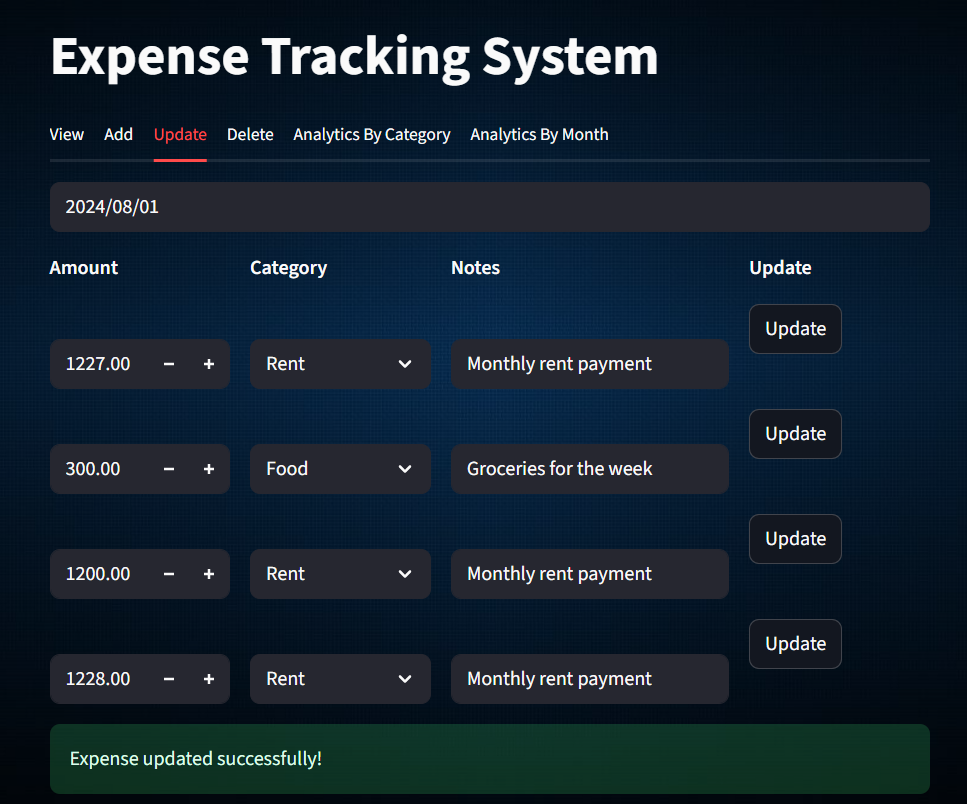 Expense Tracking System
View Add Update Delete Analytics By Category Analytics By Month
2024/08/01
Amount Category Notes Update
Update
1227.00 − + Rent Monthly rent payment
Update
300.00 − + Food Groceries for the week
Update
1200.00 − + Rent Monthly rent payment
Update
1228.00 − + Rent Monthly rent payment
Expense updated successfully!